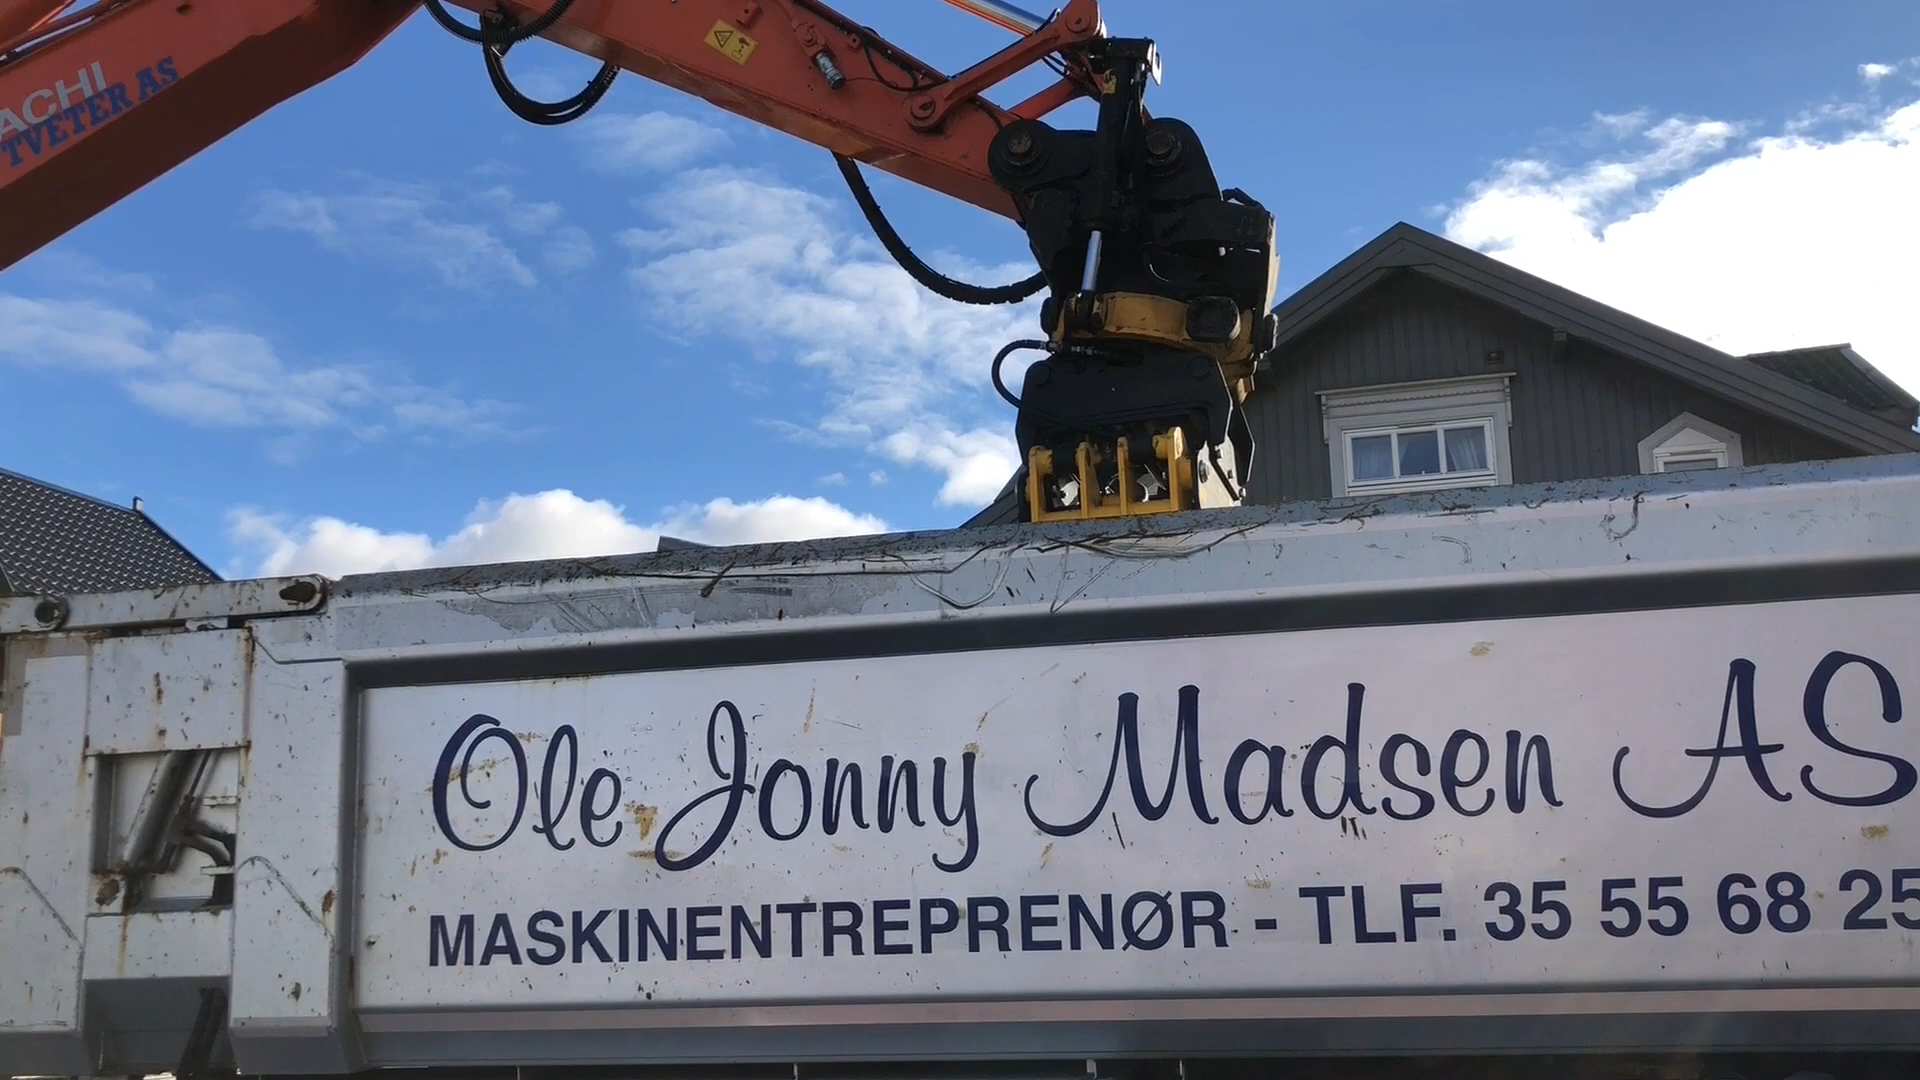 ACHI
TVETER AS
Ole Jonny Madsen AS
MASKINENTREPRENØR - TLF. 35 55 68 25